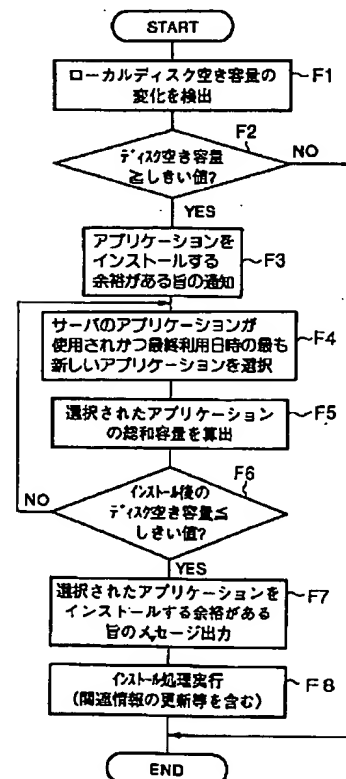 START
ローカルディスク空き容量の
変化を検出
F1
F2
ディスク空き容量
≧しきい値?
NO
YES
アプリケーションを
インストールする
余裕がある旨の通知
F3
サーバのアプリケーションが
使用されかつ最終利用日時の最も
新しいアプリケーションを選択
F4
選択されたアプリケーション
の総和容量を算出
F5
F6
インストール後の
ディスク空き容量≦
しきい値?
NO
YES
選択されたアプリケーションを
インストールする余裕がある
旨のメッセージ出力
F7
インストール処理実行
(関連情報の更新等を含む)
F8
END